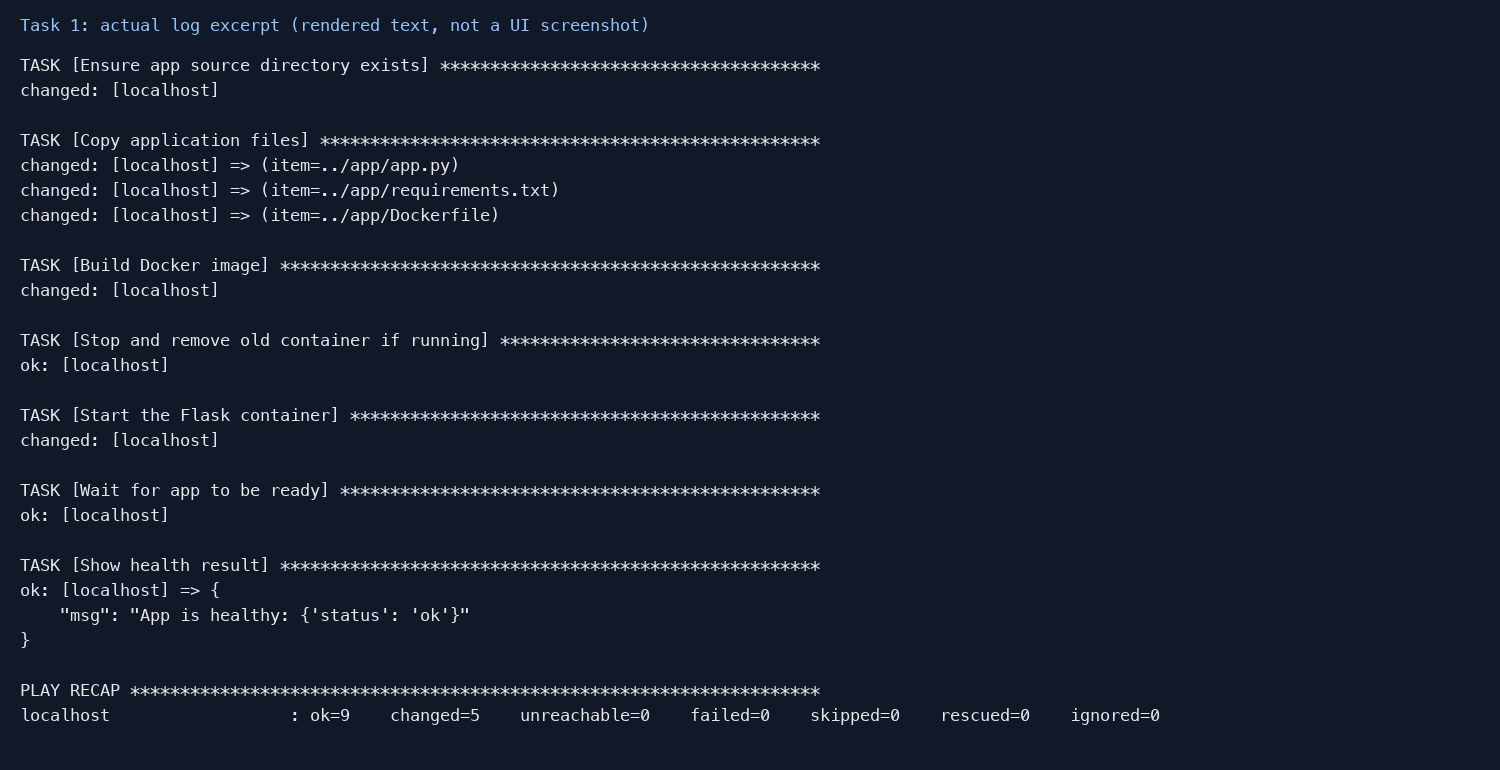 Task 1: actual log excerpt (rendered text, not a UI screenshot)
TASK [Ensure app source directory exists] **************************************
changed: [localhost]
TASK [Copy application files] **************************************************
changed: [localhost] => (item=../app/app.py)
changed: [localhost] => (item=../app/requirements.txt)
changed: [localhost] => (item=../app/Dockerfile)
TASK [Build Docker image] ******************************************************
changed: [localhost]
TASK [Stop and remove old container if running] ********************************
ok: [localhost]
TASK [Start the Flask container] ***********************************************
changed: [localhost]
TASK [Wait for app to be ready] ************************************************
ok: [localhost]
TASK [Show health result] ******************************************************
ok: [localhost] => {
    "msg": "App is healthy: {'status': 'ok'}"
}
PLAY RECAP *********************************************************************
localhost                  : ok=9    changed=5    unreachable=0    failed=0    skipped=0    rescued=0    ignored=0